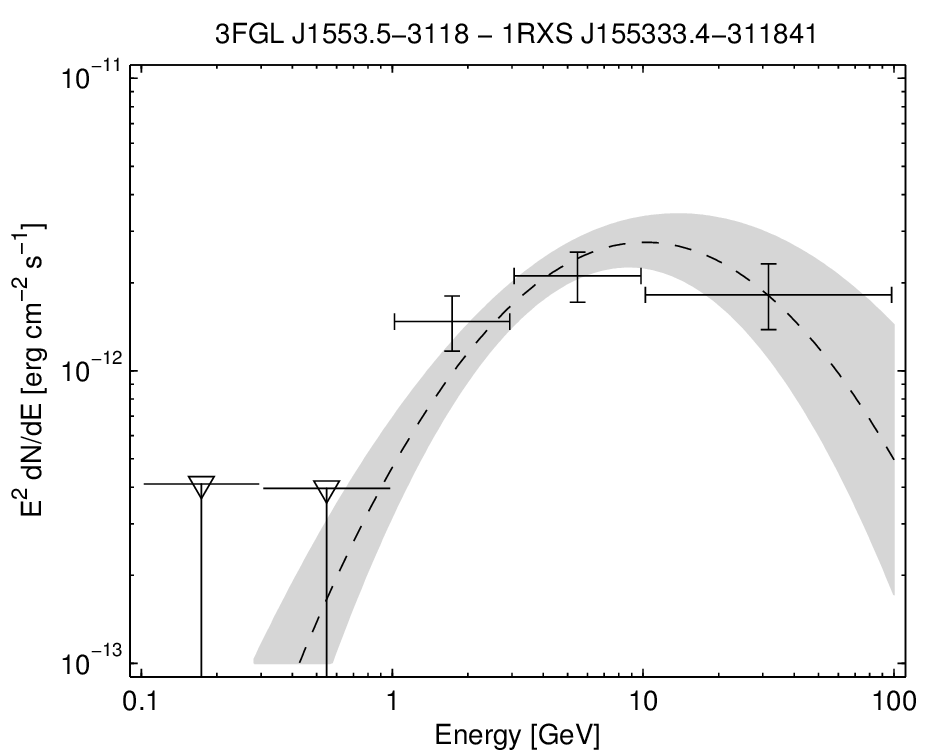 3FGL J1553.5−3118 − 1RXS J155333.4−311841
10⁻¹¹
10⁻¹²
10⁻¹³
E² dN/dE [erg cm⁻² s⁻¹]
0.1 1 10 100
Energy [GeV]